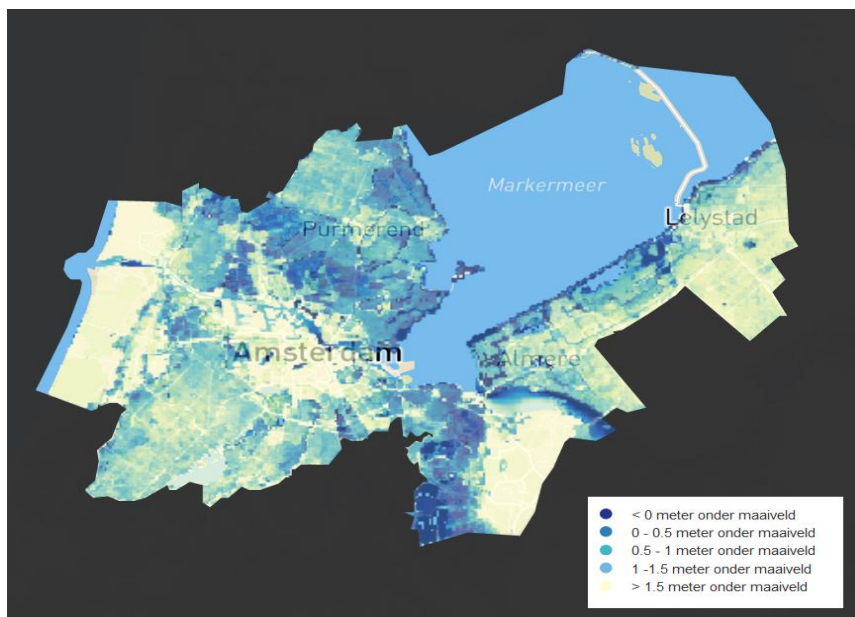 Markermeer
Lelystad
Purmerend
Amsterdam
Almere
< 0 meter onder maaiveld
0 - 0.5 meter onder maaiveld
0.5 - 1 meter onder maaiveld
1 -1.5 meter onder maaiveld
> 1.5 meter onder maaiveld